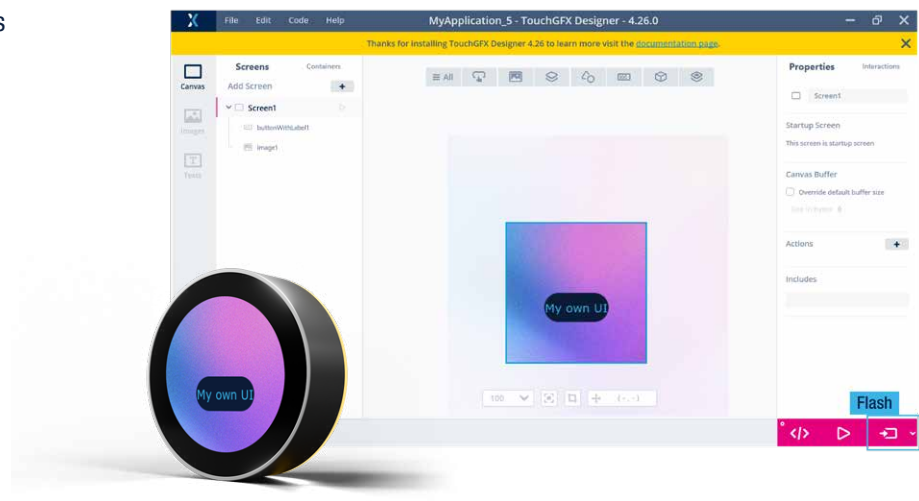 s
File Edit Code Help
MyApplication_5 - TouchGFX Designer - 4.26.0
Thanks for installing TouchGFX Designer 4.26 to learn more visit the documentation page.
Canvas
Images
Texts
Screens Containers
Add Screen +
Screen1
buttonWithLabel1
image1
All
My own UI
100
Properties Interactions
Screen1
Startup Screen
This screen is startup screen
Canvas Buffer
Override default buffer size
Actions +
Includes
My own UI
Flash
</>